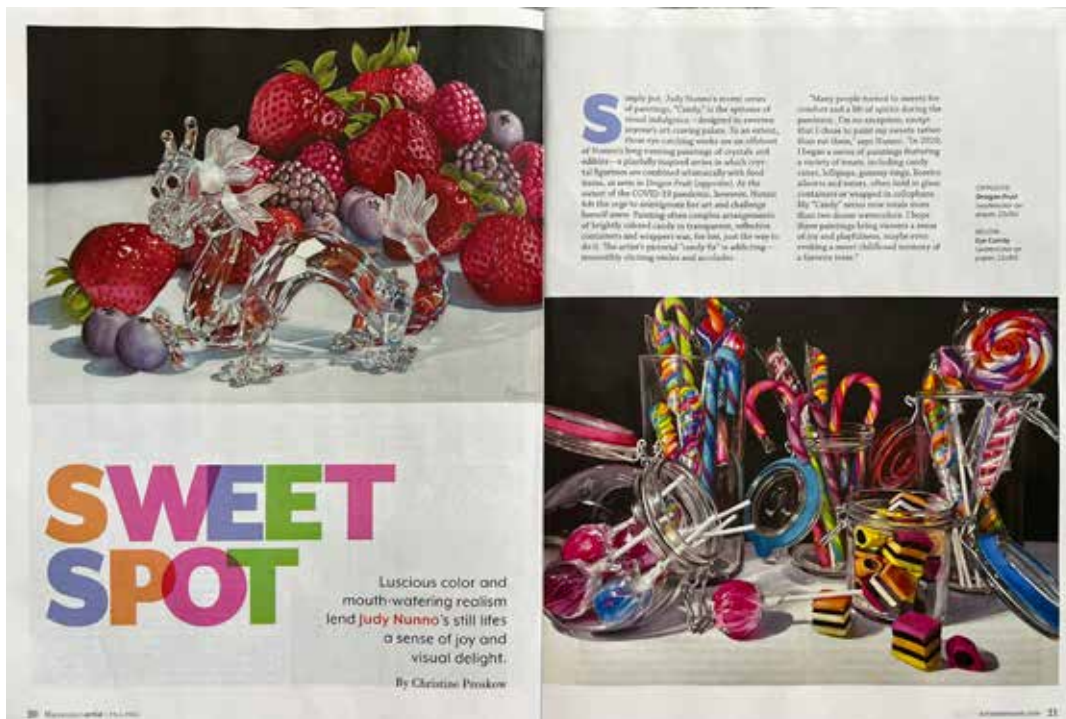 SWEET
SPOT
Luscious color and
mouth-watering realism
lend Judy Nunno's still lifes
a sense of joy and
visual delight.
By Christine Proskow
20
Simply put, Judy Nunno's recent series
of paintings, "Candy," is the epitome of
visual indulgence—designed to sweeten
anyone's art-craving palate. To an extent,
these eye-catching works are an offshoot
of Nunno's long-running paintings of crystals and
edibles—a playfully inspired series in which crys-
tal figurines are combined whimsically with food
items, as seen in Dragon Fruit (opposite). At the
onset of the COVID-19 pandemic, however, Nunno
felt the urge to reinvigorate her art and challenge
herself anew. Painting often complex arrangements
of brightly colored candy in transparent, reflective
containers and wrappers was, for her, just the way to
do it. The artist's pictorial "candy fix" is addicting—
irresistibly eliciting smiles and accolades.
"Many people turned to sweets for
comfort and a lift of spirits during the
pandemic. I'm no exception, except
that I chose to paint my sweets rather
than eat them," says Nunno. "In 2020,
I began a series of paintings featuring
a variety of treats, including candy
canes, lollipops, gummy rings, licorice
allsorts and more, often held in glass
containers or wrapped in cellophane.
My "Candy" series now totals more
than two dozen watercolors. I hope
these paintings bring viewers a sense
of joy and playfulness, maybe even
evoking a sweet childhood memory of
a favorite treat."
OPPOSITE
Dragon Fruit
watercolor on
paper,
BELOW
Eye Candy
watercolor on
paper,
21